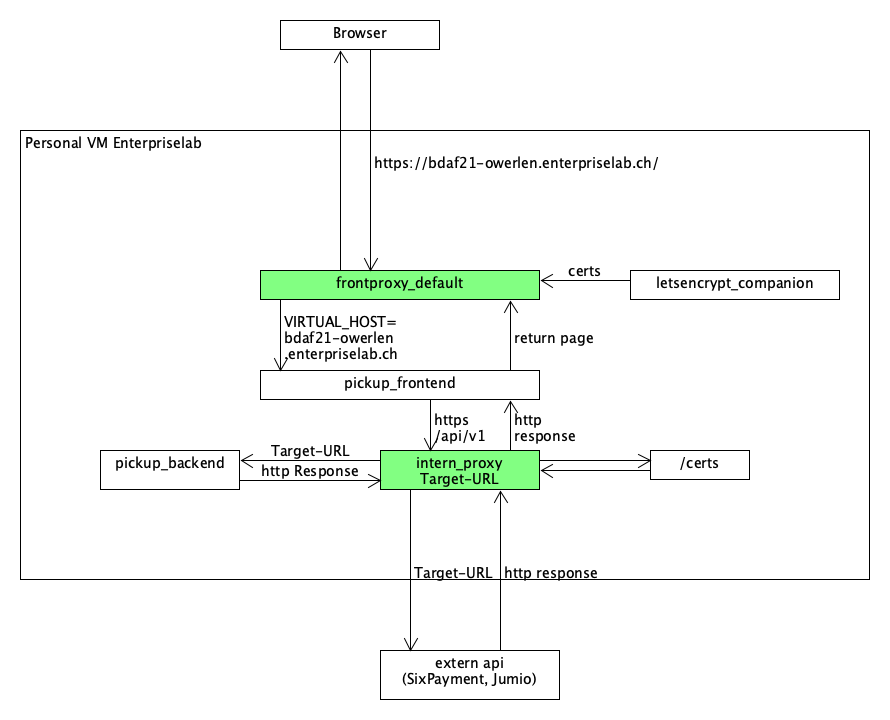 Browser
Personal VM Enterpriselab
https://bdaf21-owerlen.enterpriselab.ch/
certs
frontproxy_default
letsencrypt_companion
VIRTUAL_HOST=
bdaf21-owerlen
.enterpriselab.ch
return page
pickup_frontend
https
/api/v1
http
response
Target-URL
pickup_backend
http Response
intern_proxy
Target-URL
/certs
Target-URL
http response
extern api
(SixPayment, Jumio)